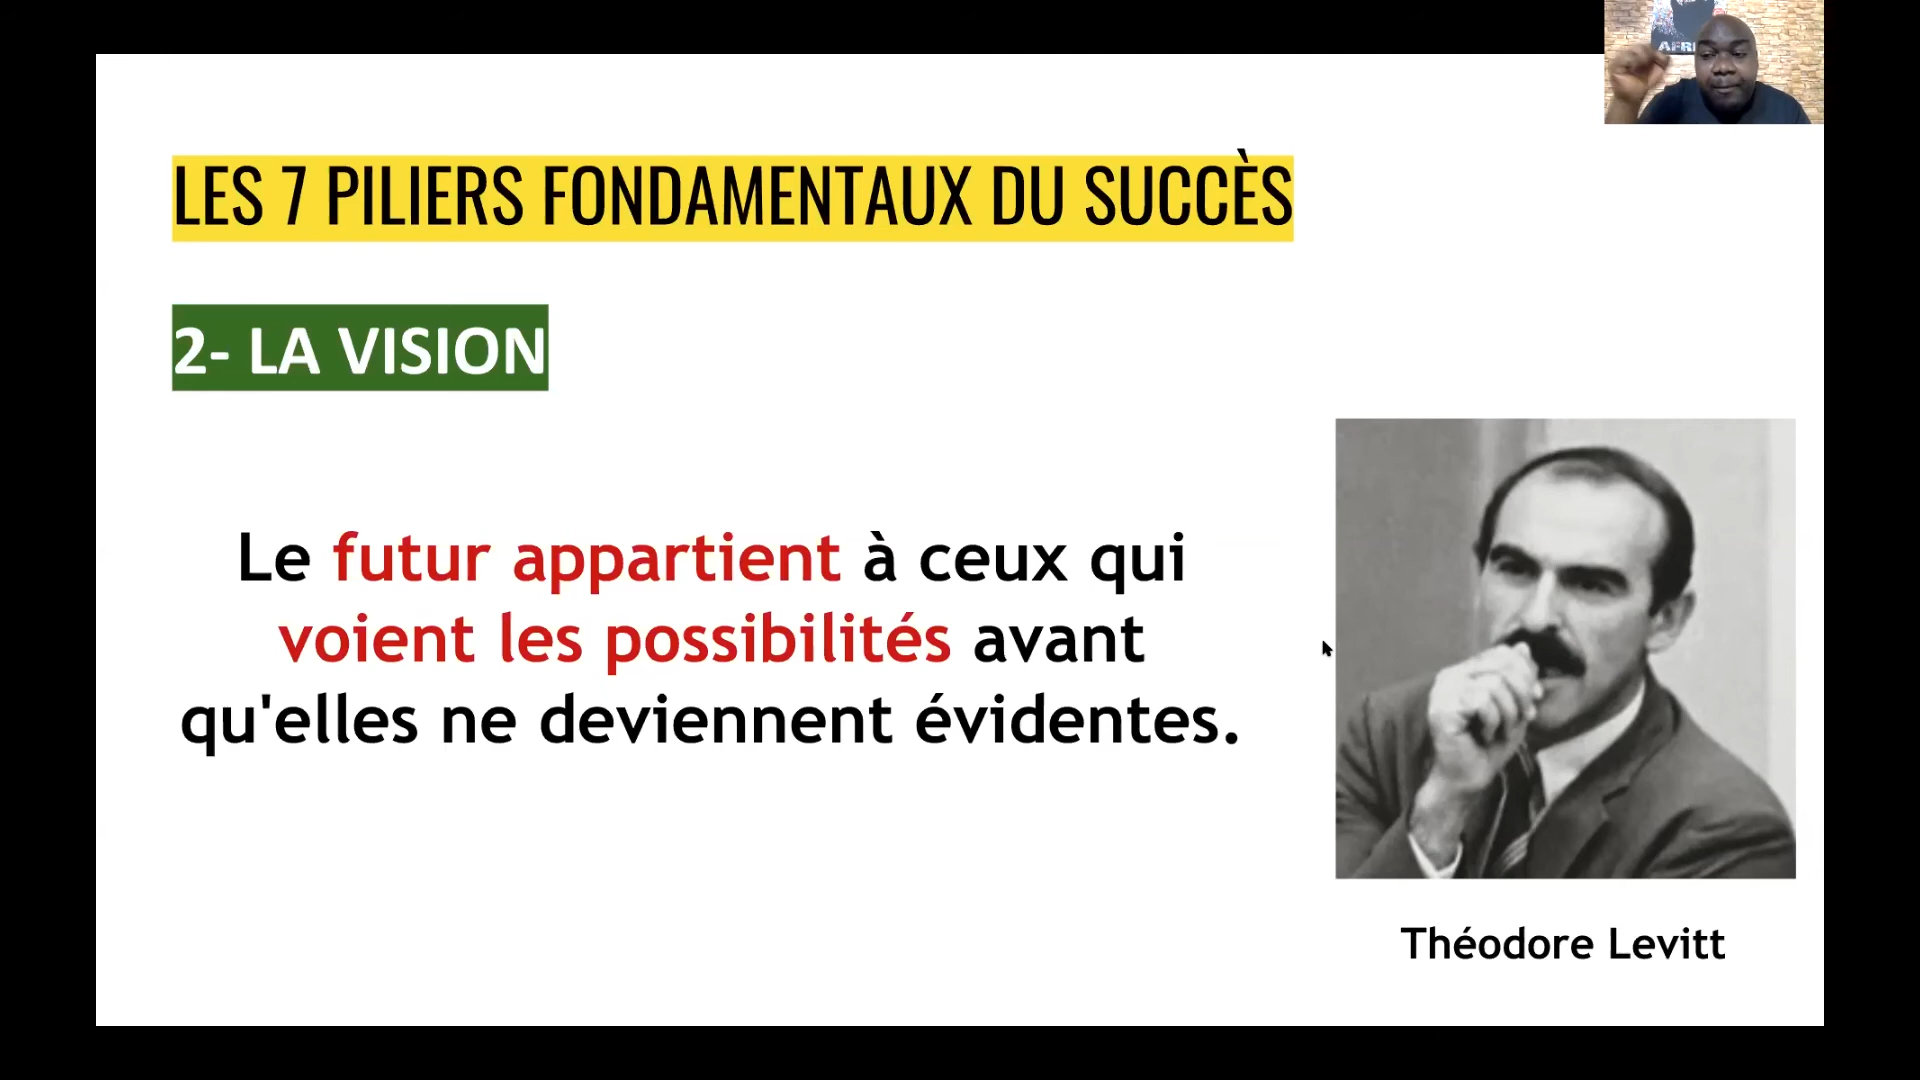 LES 7 PILIERS FONDAMENTAUX DU SUCCÈS
2- LA VISION
Le futur appartient à ceux qui
voient les possibilités avant
qu'elles ne deviennent évidentes.
Théodore Levitt